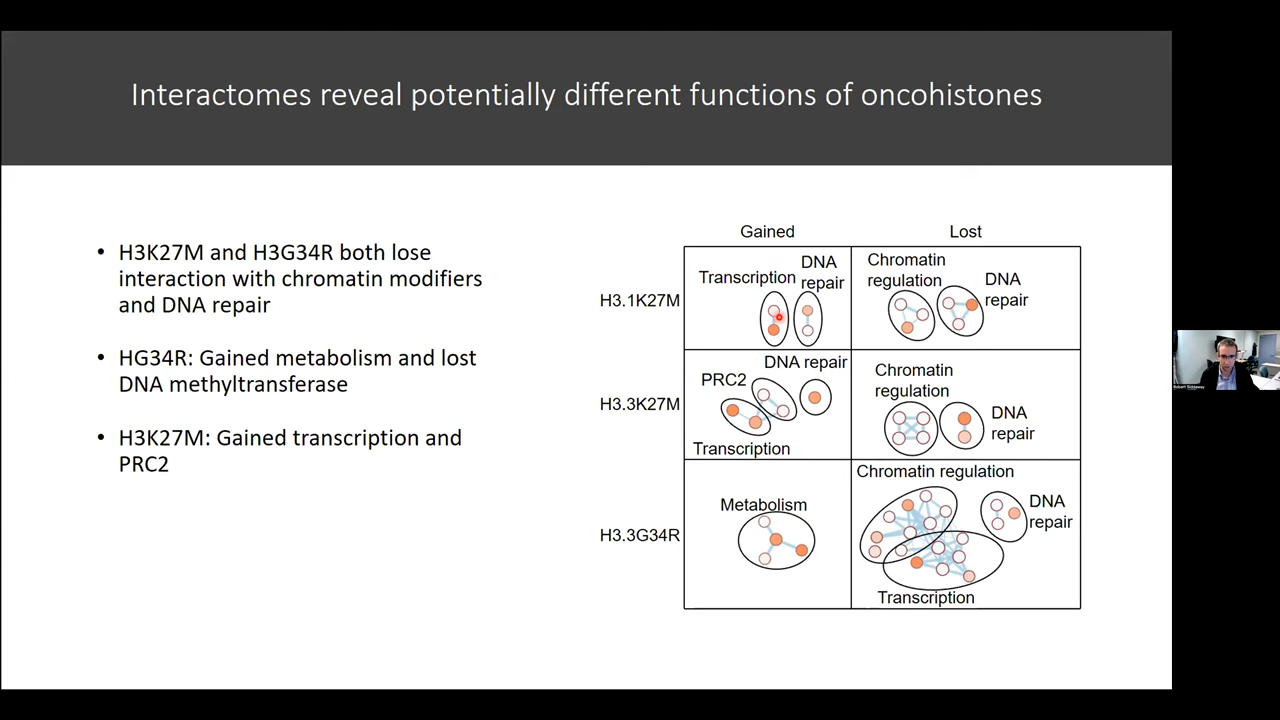 Interactomes reveal potentially different functions of oncohistones
• H3K27M and H3G34R both lose
interaction with chromatin modifiers
and DNA repair
• HG34R: Gained metabolism and lost
DNA methyltransferase
• H3K27M: Gained transcription and
PRC2
Gained
Lost
H3.1K27M
Transcription
DNA
repair
Chromatin
regulation
DNA
repair
H3.3K27M
PRC2
DNA repair
Transcription
Chromatin
regulation
DNA
repair
H3.3G34R
Metabolism
Chromatin regulation
DNA
repair
Transcription
Robert Siddaway